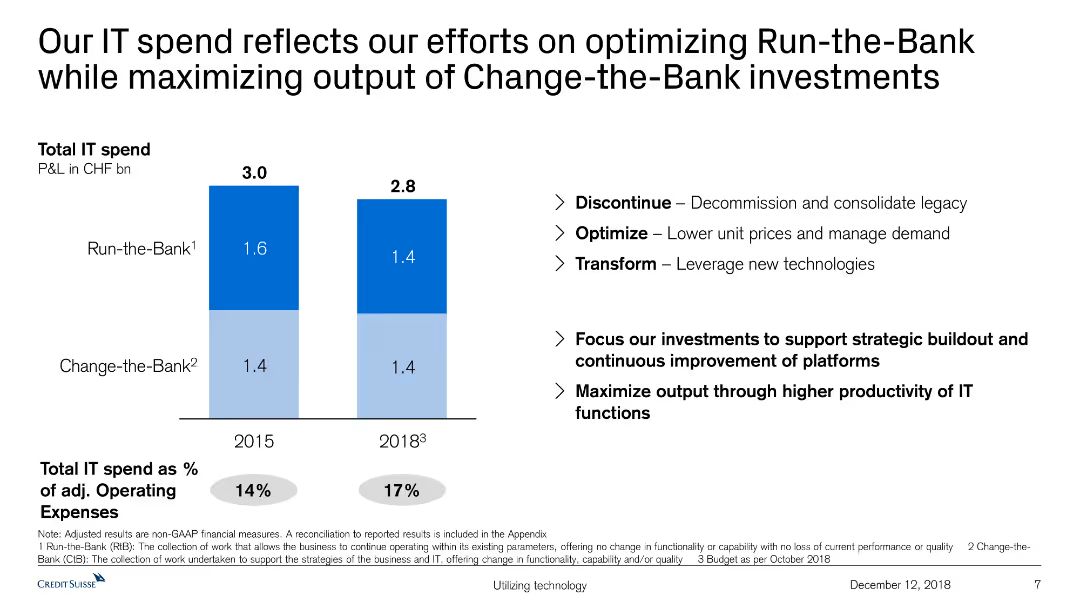 Our IT spend reflects our efforts on optimizing Run-the-Bank
while maximizing output of Change-the-Bank investments
Total IT spend
P&L in CHF bn
3.0
2.8
Run-the-Bank1
1.6
1.4
Change-the-Bank2
1.4
1.4
2015
20183
Total IT spend as %
of adj. Operating
Expenses
14%
17%
Discontinue – Decommission and consolidate legacy
Optimize – Lower unit prices and manage demand
Transform – Leverage new technologies
Focus our investments to support strategic buildout and
continuous improvement of platforms
Maximize output through higher productivity of IT
functions
Note: Adjusted results are non-GAAP financial measures. A reconciliation to reported results is included in the Appendix
1 Run-the-Bank (RtB): The collection of work that allows the business to continue operating within its existing parameters, offering no change in functionality or capability with no loss of current performance or quality 2 Change-the-
Bank (CtB): The collection of work undertaken to support the strategies of the business and IT, offering change in functionality, capability and/or quality 3 Budget as per October 2018
CREDIT SUISSE
Utilizing technology
December 12, 2018
7